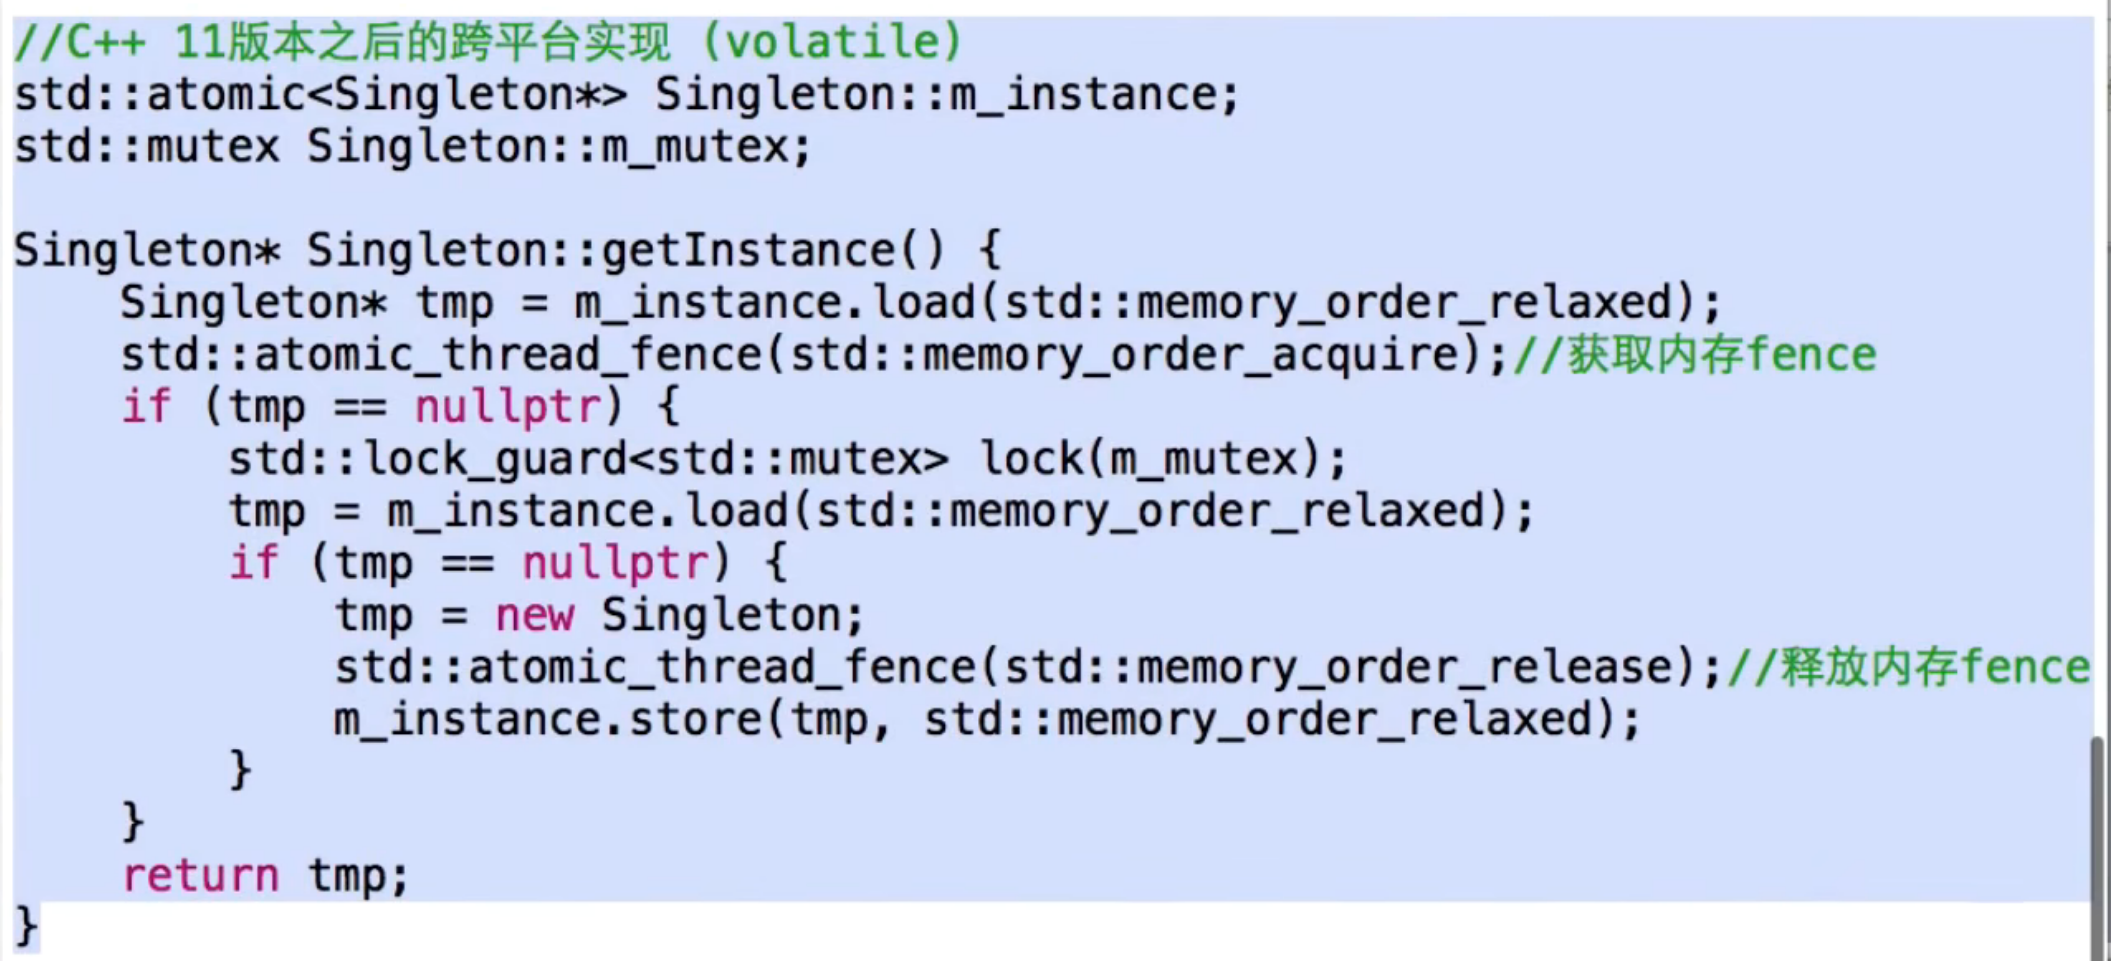 //C++ 11版本之后的跨平台实现 (volatile)
std::atomic<Singleton*> Singleton::m_instance;
std::mutex Singleton::m_mutex;

Singleton* Singleton::getInstance() {
    Singleton* tmp = m_instance.load(std::memory_order_relaxed);
    std::atomic_thread_fence(std::memory_order_acquire);//获取内存fence
    if (tmp == nullptr) {
        std::lock_guard<std::mutex> lock(m_mutex);
        tmp = m_instance.load(std::memory_order_relaxed);
        if (tmp == nullptr) {
            tmp = new Singleton;
            std::atomic_thread_fence(std::memory_order_release);//释放内存fence
            m_instance.store(tmp, std::memory_order_relaxed);
        }
    }
    return tmp;
}